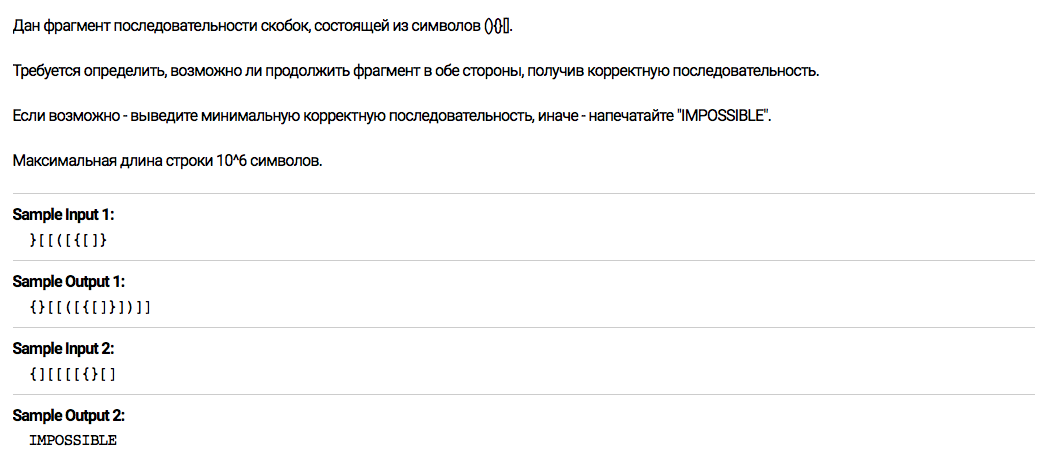 Дан фрагмент последовательности скобок, состоящей из символов (){}[].
Требуется определить, возможно ли продолжить фрагмент в обе стороны, получив корректную последовательность.
Если возможно - выведите минимальную корректную последовательность, иначе - напечатайте "IMPOSSIBLE".
Максимальная длина строки 10^6 символов.
Sample Input 1:
}[[([{[]}
Sample Output 1:
{}[[([{[]}])]]
Sample Input 2:
{][[[[{}[]
Sample Output 2:
IMPOSSIBLE